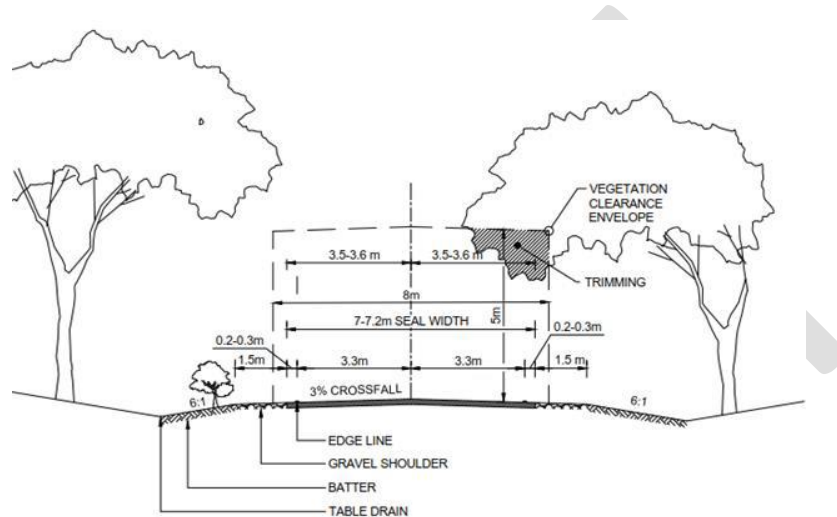 VEGETATION
CLEARANCE
ENVELOPE
3.5-3.6 m
3.5-3.6 m
TRIMMING
8m
5m
7-7.2m SEAL WIDTH
0.2-0.3m
0.2-0.3m
1.5m
3.3m
3.3m
1.5 m
3% CROSSFALL
6:1
6:1
EDGE LINE
GRAVEL SHOULDER
BATTER
TABLE DRAIN